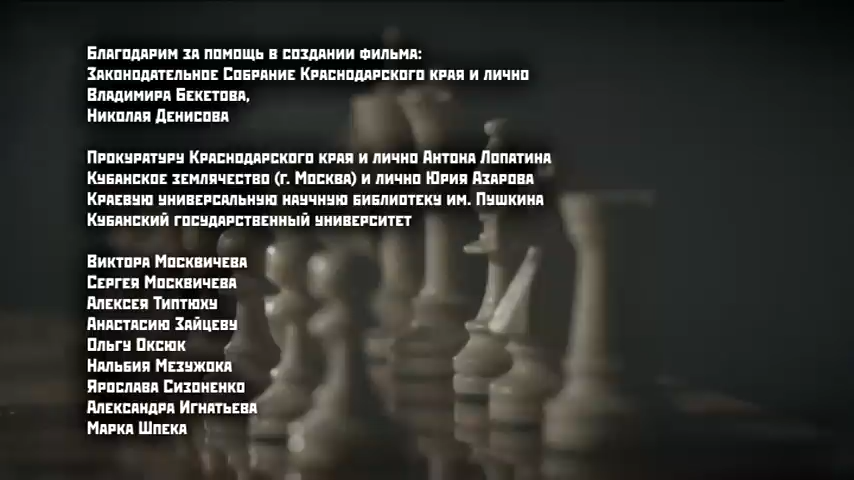 Благодарим за помощь в создании фильма:
Законодательное Собрание Краснодарского края и лично
Владимира Бекетова,
Николая Денисова
Прокуратуру Краснодарского края и лично Антона Лопатина
Кубанское землячество (г. Москва) и лично Юрия Азарова
Краевую универсальную научную библиотеку им. Пушкина
Кубанский государственный университет
Виктора Москвичева
Сергея Москвичева
Алексея Типтюху
Анастасию Зайцеву
Ольгу Оксюк
Нальбия Мезужока
Ярослава Сизоненко
Александра Игнатьева
Марка Шпека